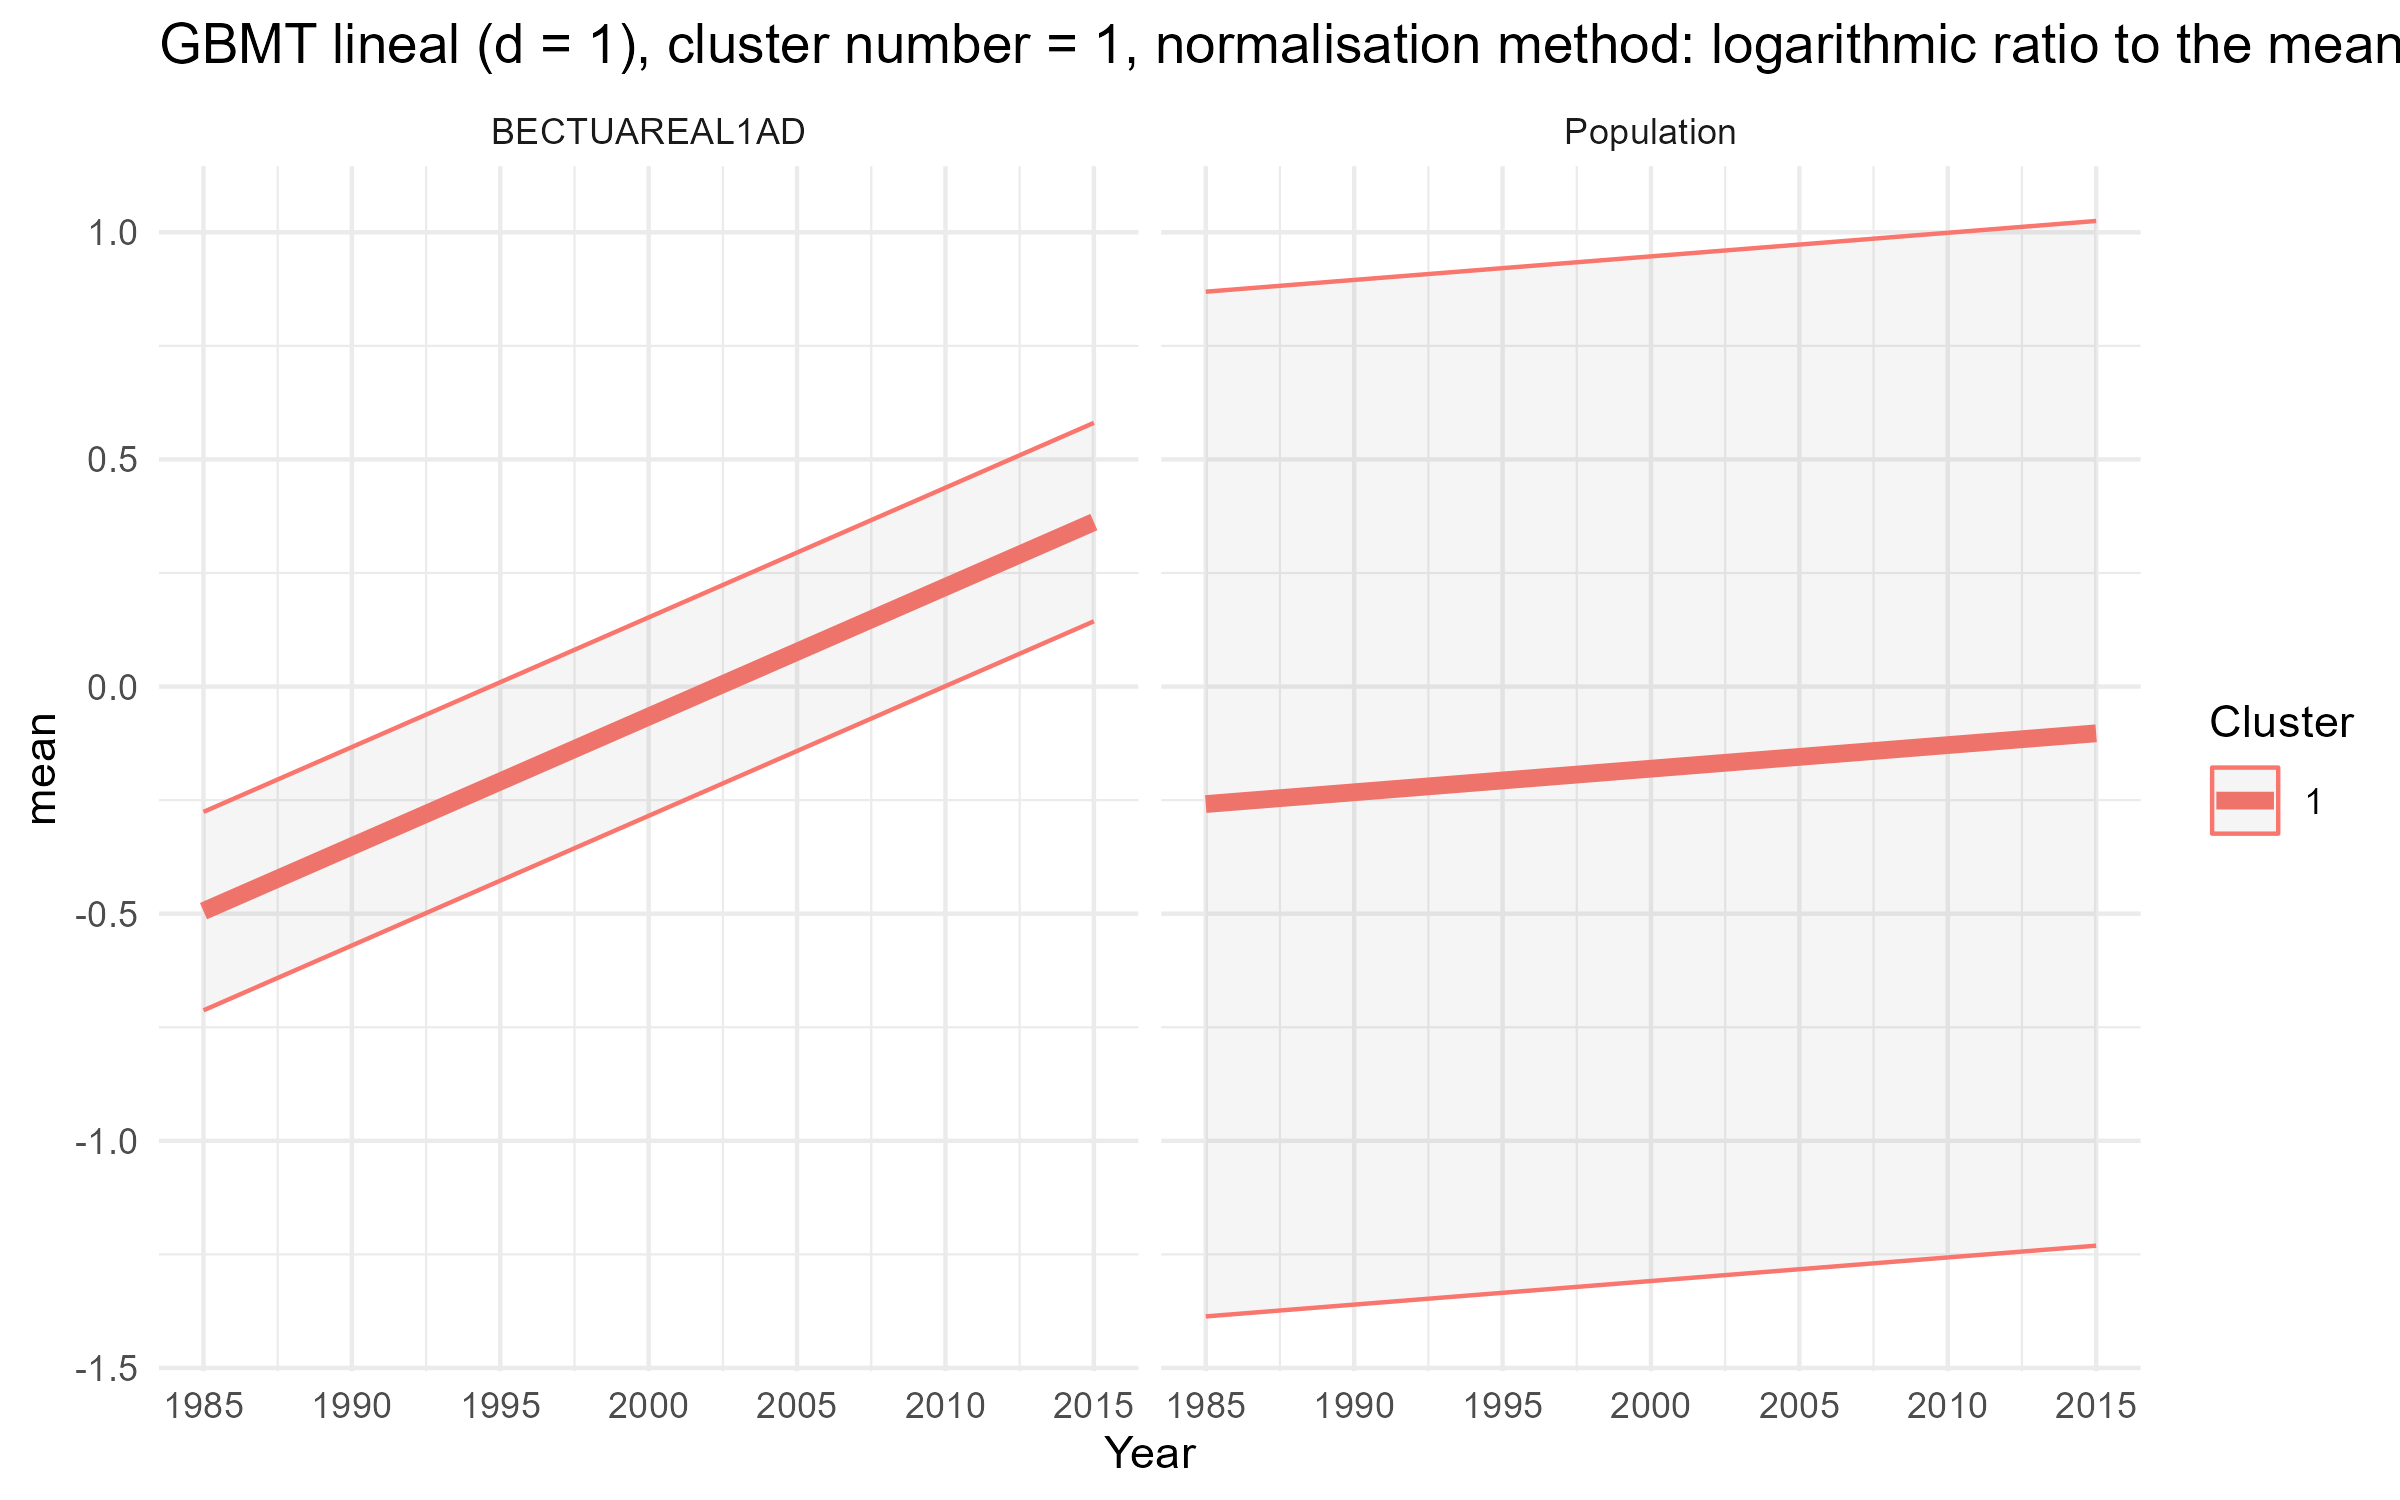 GBMT lineal (d = 1), cluster number = 1, normalisation method: logarithmic ratio to the mean
BECTUAREAL1AD Population
1.0
0.5
0.0
-0.5
-1.0
-1.5
mean
1985 1990 1995 2000 2005 2010 2015 1985 1990 1995 2000 2005 2010 2015
Year
Cluster
1